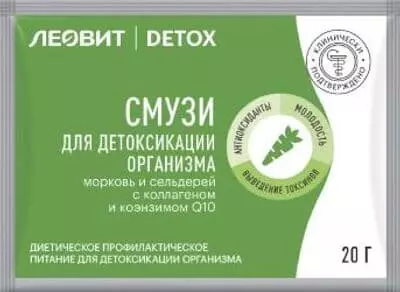 ЛЕОВИТ | DETOX
КЛИНИЧЕСКИ
ПОДТВЕРЖДЕНО
СМУЗИ
ДЛЯ ДЕТОКСИКАЦИИ
ОРГАНИЗМА
морковь и сельдерей
с коллагеном
и коэнзимом Q10
АНТИОКСИДАНТЫ
МОЛОДОСТЬ
ВЫВЕДЕНИЕ ТОКСИНОВ
ДИЕТИЧЕСКОЕ ПРОФИЛАКТИЧЕСКОЕ
ПИТАНИЕ ДЛЯ ДЕТОКСИКАЦИИ ОРГАНИЗМА
20 Г